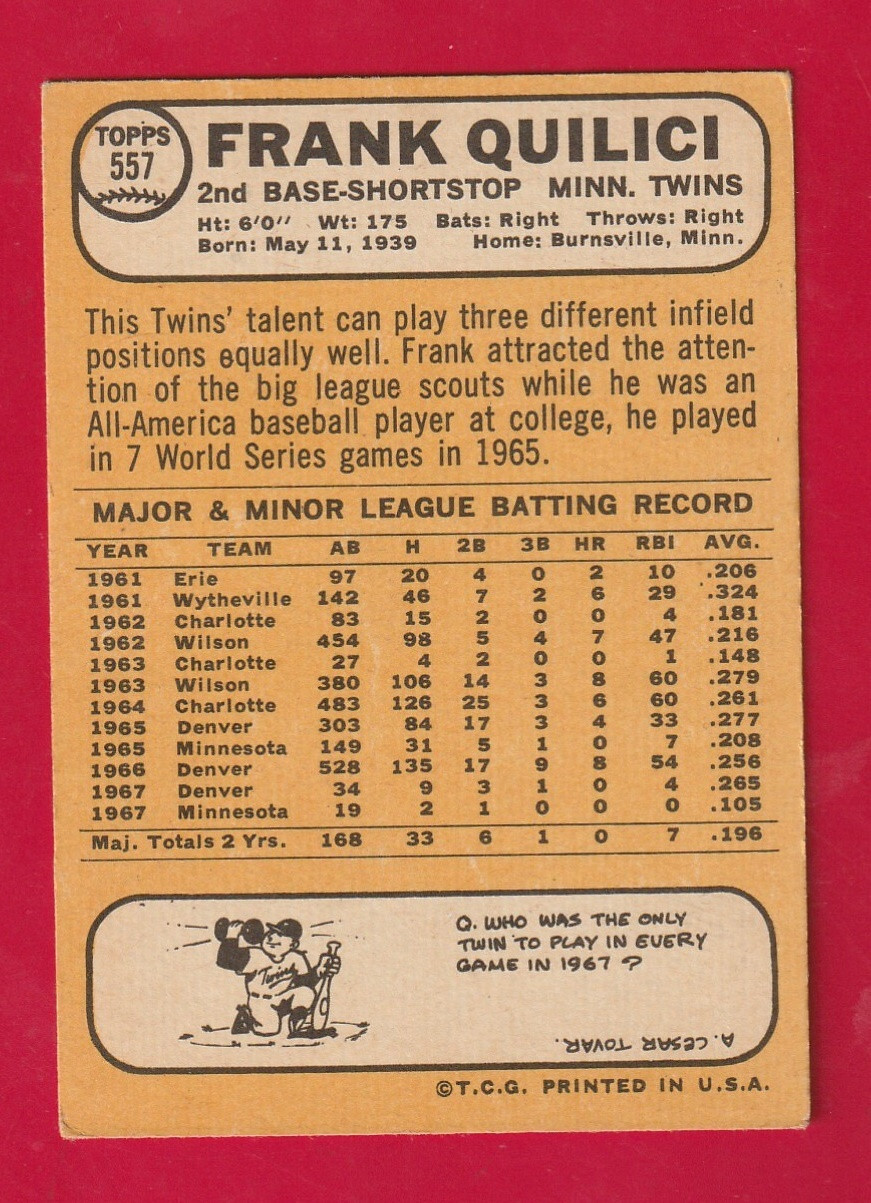 TOPPS
557
FRANK QUILICI
2nd BASE-SHORTSTOP MINN. TWINS
Ht: 6'0" Wt: 175 Bats: Right Throws: Right
Born: May 11, 1939 Home: Burnsville, Minn.
This Twins' talent can play three different infield
positions equally well. Frank attracted the atten-
tion of the big league scouts while he was an
All-America baseball player at college, he played
in 7 World Series games in 1965.
MAJOR & MINOR LEAGUE BATTING RECORD
YEAR TEAM AB H 2B 3B HR RBI AVG.
1961 Erie 97 20 4 0 2 10 .206
1961 Wytheville 142 46 7 2 6 29 .324
1962 Charlotte 83 15 2 0 0 4 .181
1962 Wilson 454 98 5 4 7 47 .216
1963 Charlotte 27 4 2 0 0 1 .148
1963 Wilson 380 106 14 3 8 60 .279
1964 Charlotte 483 126 25 3 6 60 .261
1965 Denver 303 84 17 3 4 33 .277
1965 Minnesota 149 31 5 1 0 7 .208
1966 Denver 528 135 17 9 8 54 .256
1967 Denver 34 9 3 1 0 4 .265
1967 Minnesota 19 2 1 0 0 0 .105
Maj. Totals 2 Yrs. 168 33 6 1 0 7 .196
Twins
Q. WHO WAS THE ONLY
TWIN TO PLAY IN EVERY
GAME IN 1967 ?
A. CESAR TOVAR.
©T.C.G. PRINTED IN U.S.A.